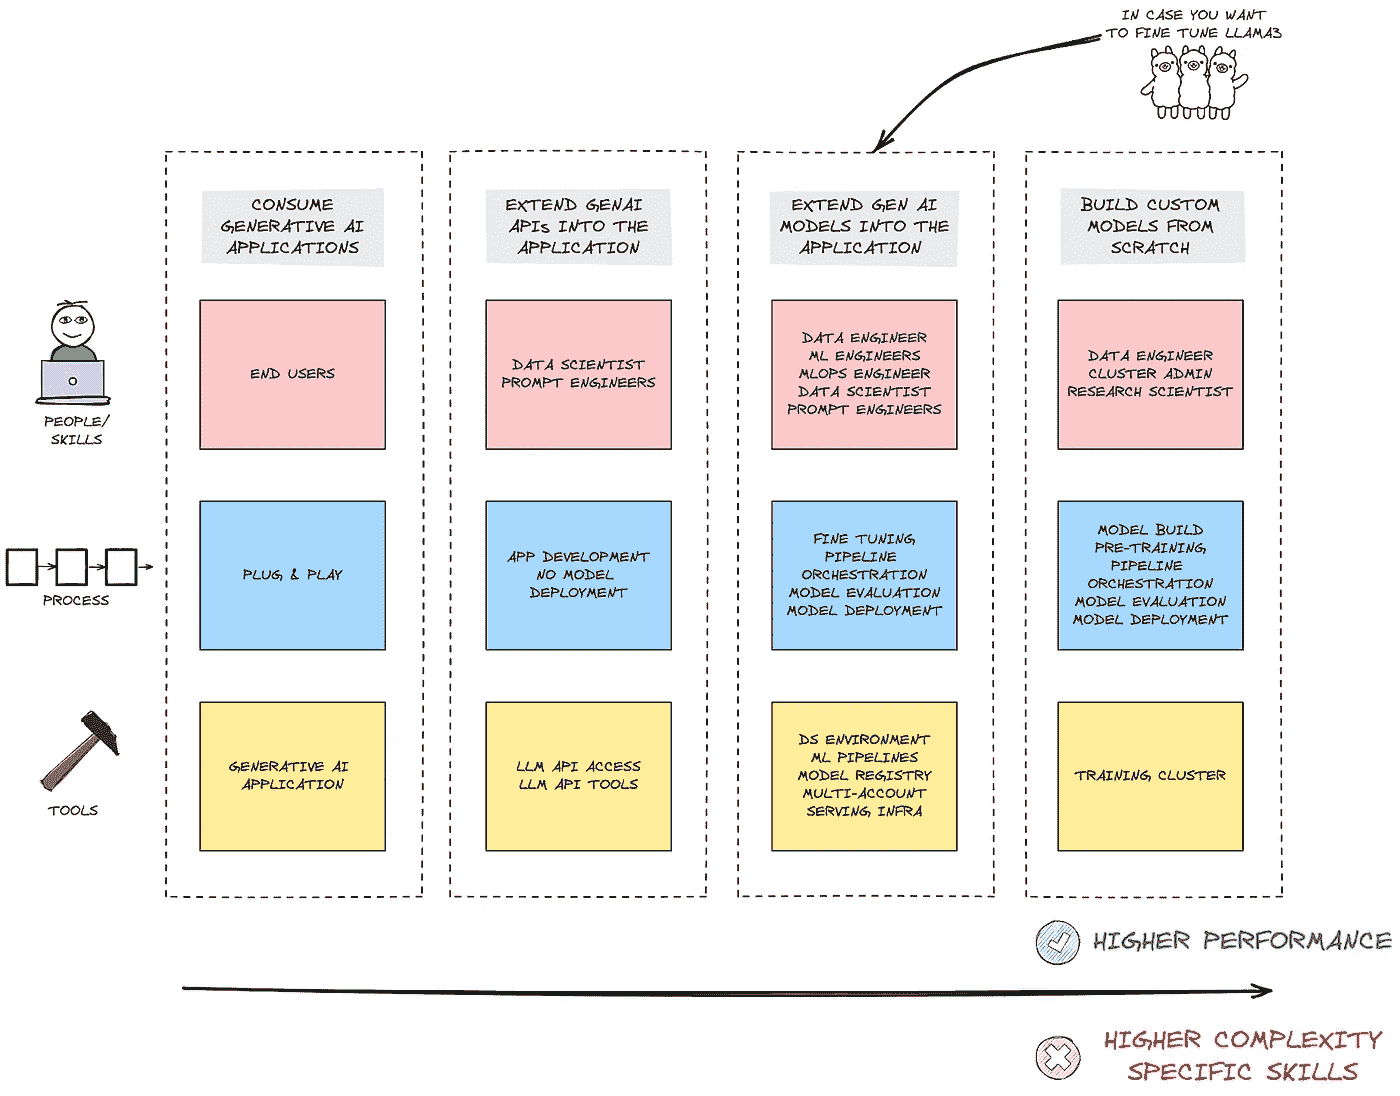 IN CASE YOU WANT
TO FINE TUNE LLAMA3
CONSUME
GENERATIVE AI
APPLICATIONS
EXTEND GENAI
APIs INTO THE
APPLICATION
EXTEND GEN AI
MODELS INTO THE
APPLICATION
BUILD CUSTOM
MODELS FROM
SCRATCH
PEOPLE/
SKILLS
END USERS
DATA SCIENTIST
PROMPT ENGINEERS
DATA ENGINEER
ML ENGINEERS
MLOPS ENGINEER
DATA SCIENTIST
PROMPT ENGINEERS
DATA ENGINEER
CLUSTER ADMIN
RESEARCH SCIENTIST
PROCESS
PLUG & PLAY
APP DEVELOPMENT
NO MODEL
DEPLOYMENT
FINE TUNING
PIPELINE
ORCHESTRATION
MODEL EVALUATION
MODEL DEPLOYMENT
MODEL BUILD
PRE-TRAINING
PIPELINE
ORCHESTRATION
MODEL EVALUATION
MODEL DEPLOYMENT
TOOLS
GENERATIVE AI
APPLICATION
LLM API ACCESS
LLM API TOOLS
DS ENVIRONMENT
ML PIPELINES
MODEL REGISTRY
MULTI-ACCOUNT
SERVING INFRA
TRAINING CLUSTER
HIGHER PERFORMANCE
HIGHER COMPLEXITY
SPECIFIC SKILLS